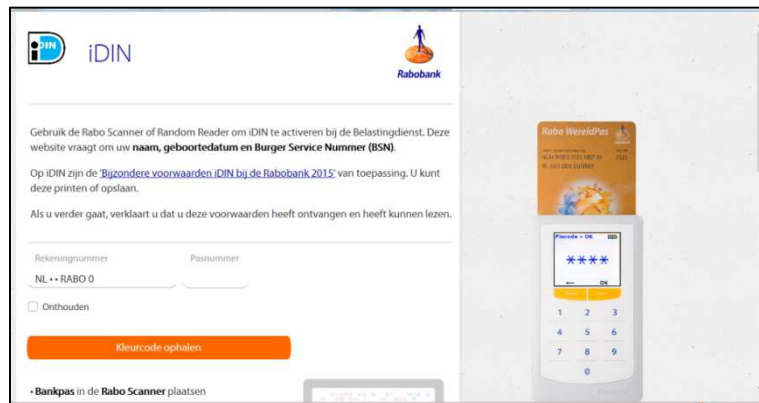 iDIN
iDIN
Rabobank
Gebruik de Rabo Scanner of Random Reader om iDIN te activeren bij de Belastingdienst. Deze
website vraagt om uw naam, geboortedatum en Burger Service Nummer (BSN).
Op iDIN zijn de 'Bijzondere voorwaarden iDIN bij de Rabobank 2015' van toepassing. U kunt
deze printen of opslaan.
Als u verder gaat, verklaart u dat u deze voorwaarden heeft ontvangen en heeft kunnen lezen.
Rekeningnummer
Pasnummer
NL •• RABO 0
Onthouden
Kleurcode ophalen
• Bankpas in de Rabo Scanner plaatsen
Rabo WereldPas
Pincode + OK
****
← OK
1 2 3
4 5 6
7 8 9
0